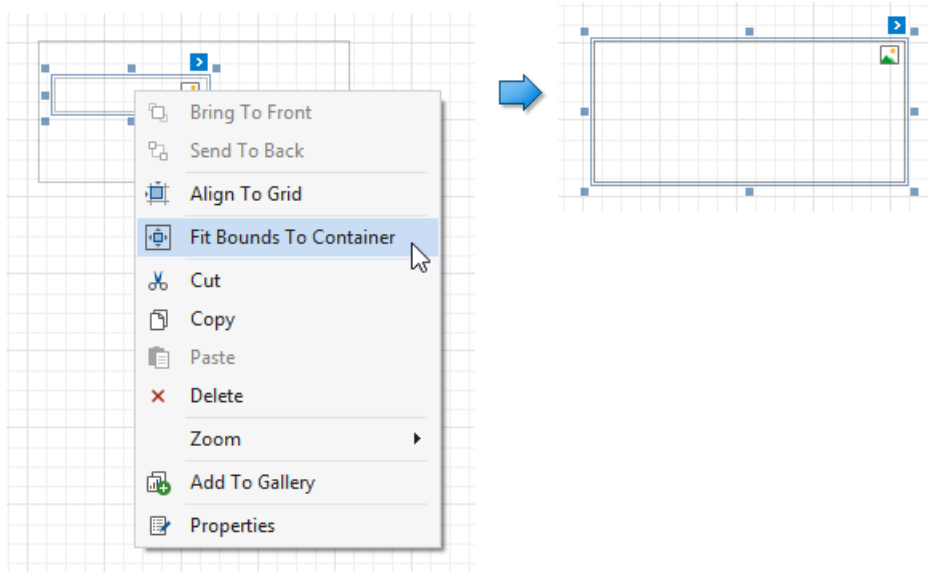 Bring To Front
Send To Back
Align To Grid
Fit Bounds To Container
Cut
Copy
Paste
Delete
Zoom
Add To Gallery
Properties